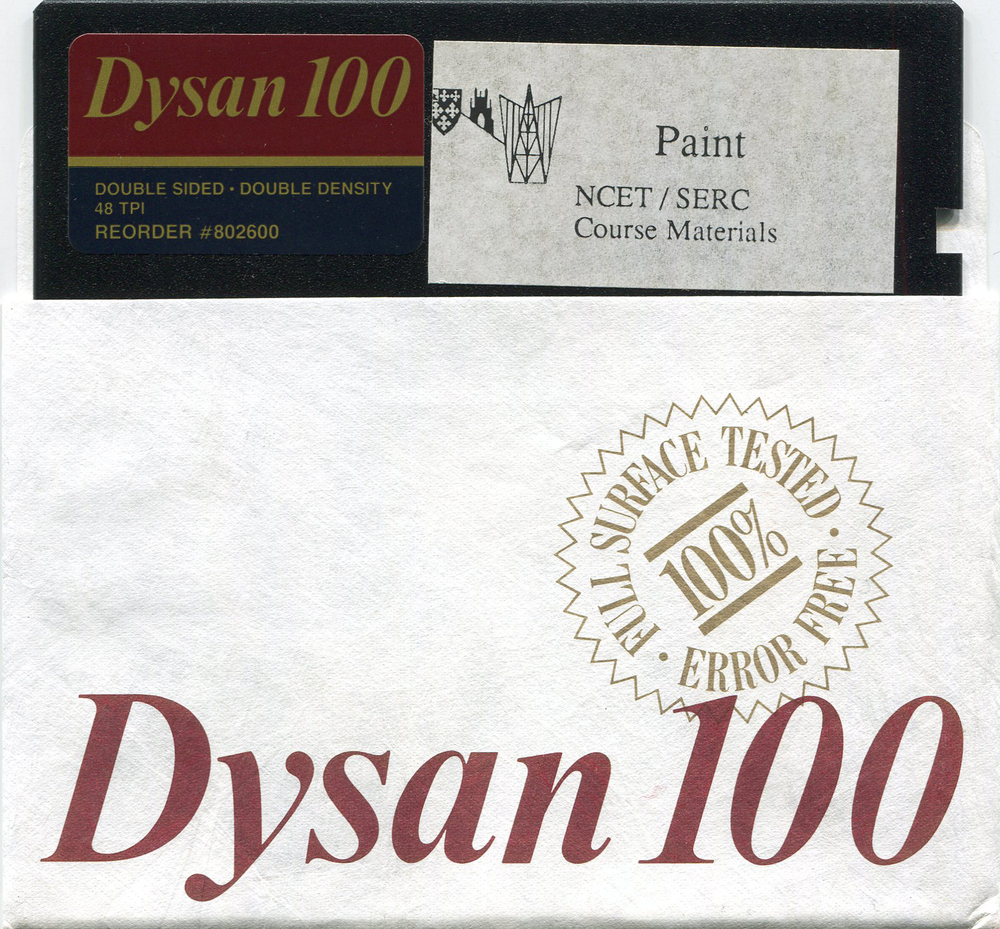 Dysan 100
DOUBLE SIDED • DOUBLE DENSITY
48 TPI
REORDER #802600
Paint
NCET / SERC
Course Materials
FULL SURFACE TESTED •
ERROR FREE •
100%
Dysan 100